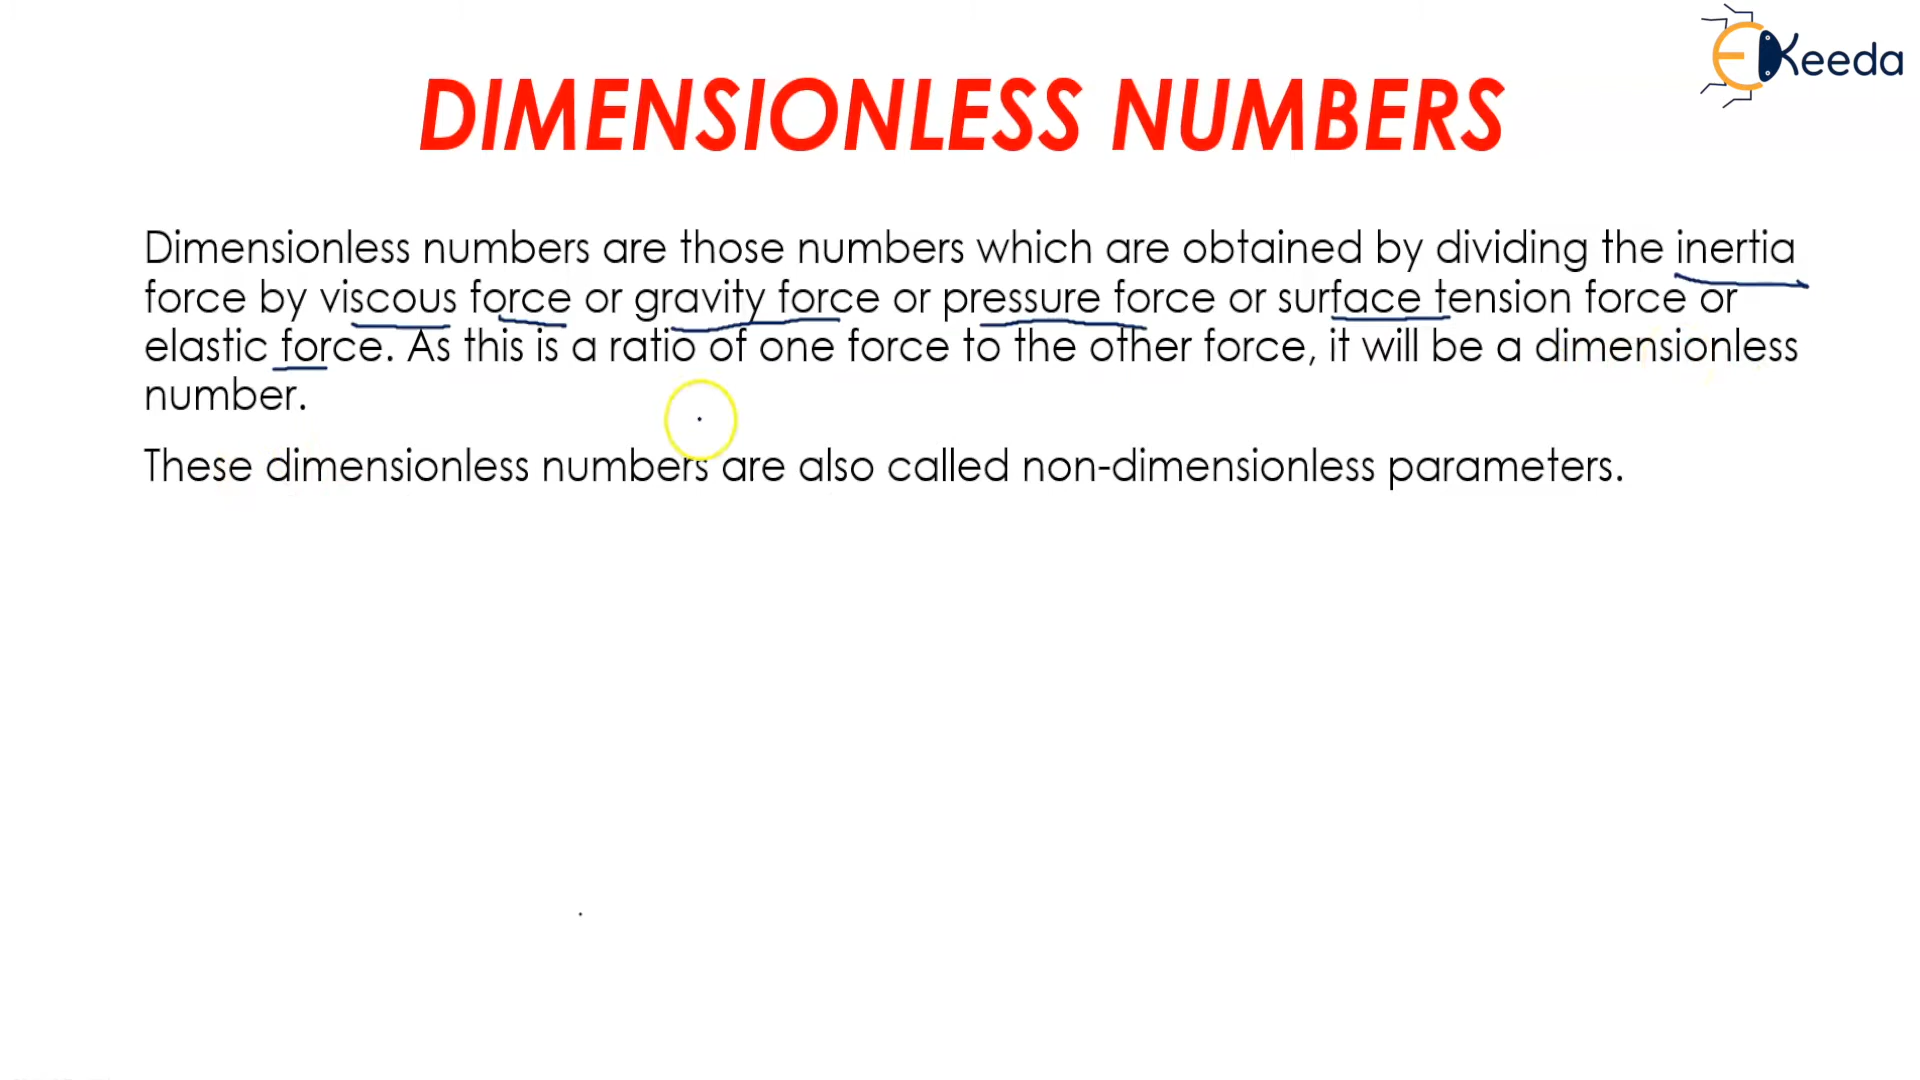 EKeeda
DIMENSIONLESS NUMBERS
Dimensionless numbers are those numbers which are obtained by dividing the inertia
force by viscous force or gravity force or pressure force or surface tension force or
elastic force. As this is a ratio of one force to the other force, it will be a dimensionless
number.
These dimensionless numbers are also called non-dimensionless parameters.